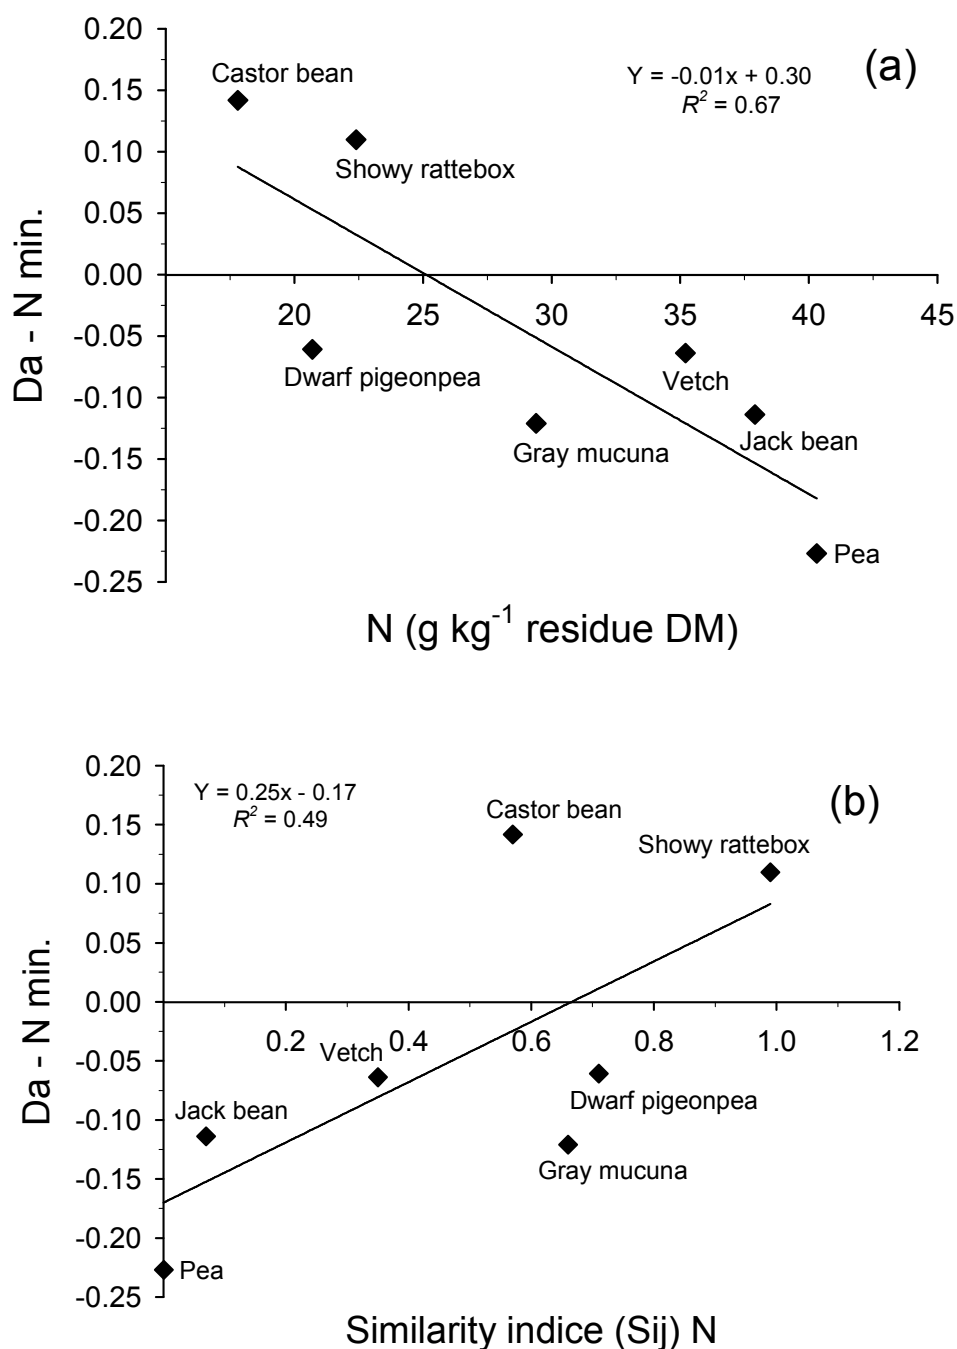 0.20
(a)
Castor bean
Y = -0.01x + 0.30
R² = 0.67
0.15
0.10
Showy rattebox
0.05
0.00
20 25 30 35 40 45
-0.05
Dwarf pigeonpea
Vetch
-0.10
Gray mucuna
Jack bean
-0.15
-0.20
Pea
-0.25
Da - N min.
N (g kg⁻¹ residue DM)
0.20
Y = 0.25x - 0.17
R² = 0.49
(b)
Castor bean
0.15
Showy rattebox
0.10
0.05
0.00
0.2 0.4 0.6 0.8 1.0 1.2
Vetch
-0.05
Dwarf pigeonpea
Jack bean
-0.10
Gray mucuna
-0.15
-0.20
Pea
-0.25
Da - N min.
Similarity indice (Sij) N